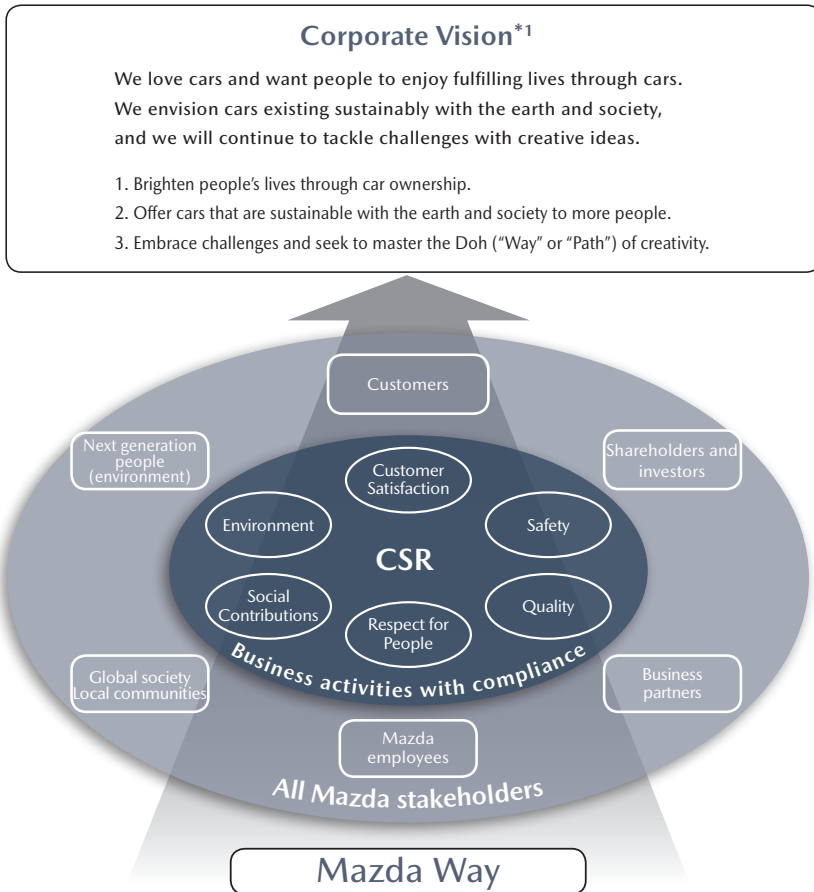 Corporate Vision*1
We love cars and want people to enjoy fulfilling lives through cars.
We envision cars existing sustainably with the earth and society,
and we will continue to tackle challenges with creative ideas.
1. Brighten people’s lives through car ownership.
2. Offer cars that are sustainable with the earth and society to more people.
3. Embrace challenges and seek to master the Doh (“Way” or “Path”) of creativity.
Customers
Next generation
people
(environment)
Shareholders and
investors
Customer
Satisfaction
Environment
Safety
CSR
Social
Contributions
Quality
Respect for
People
Business activities with compliance
Global society
Local communities
Business
partners
Mazda
employees
All Mazda stakeholders
Mazda Way